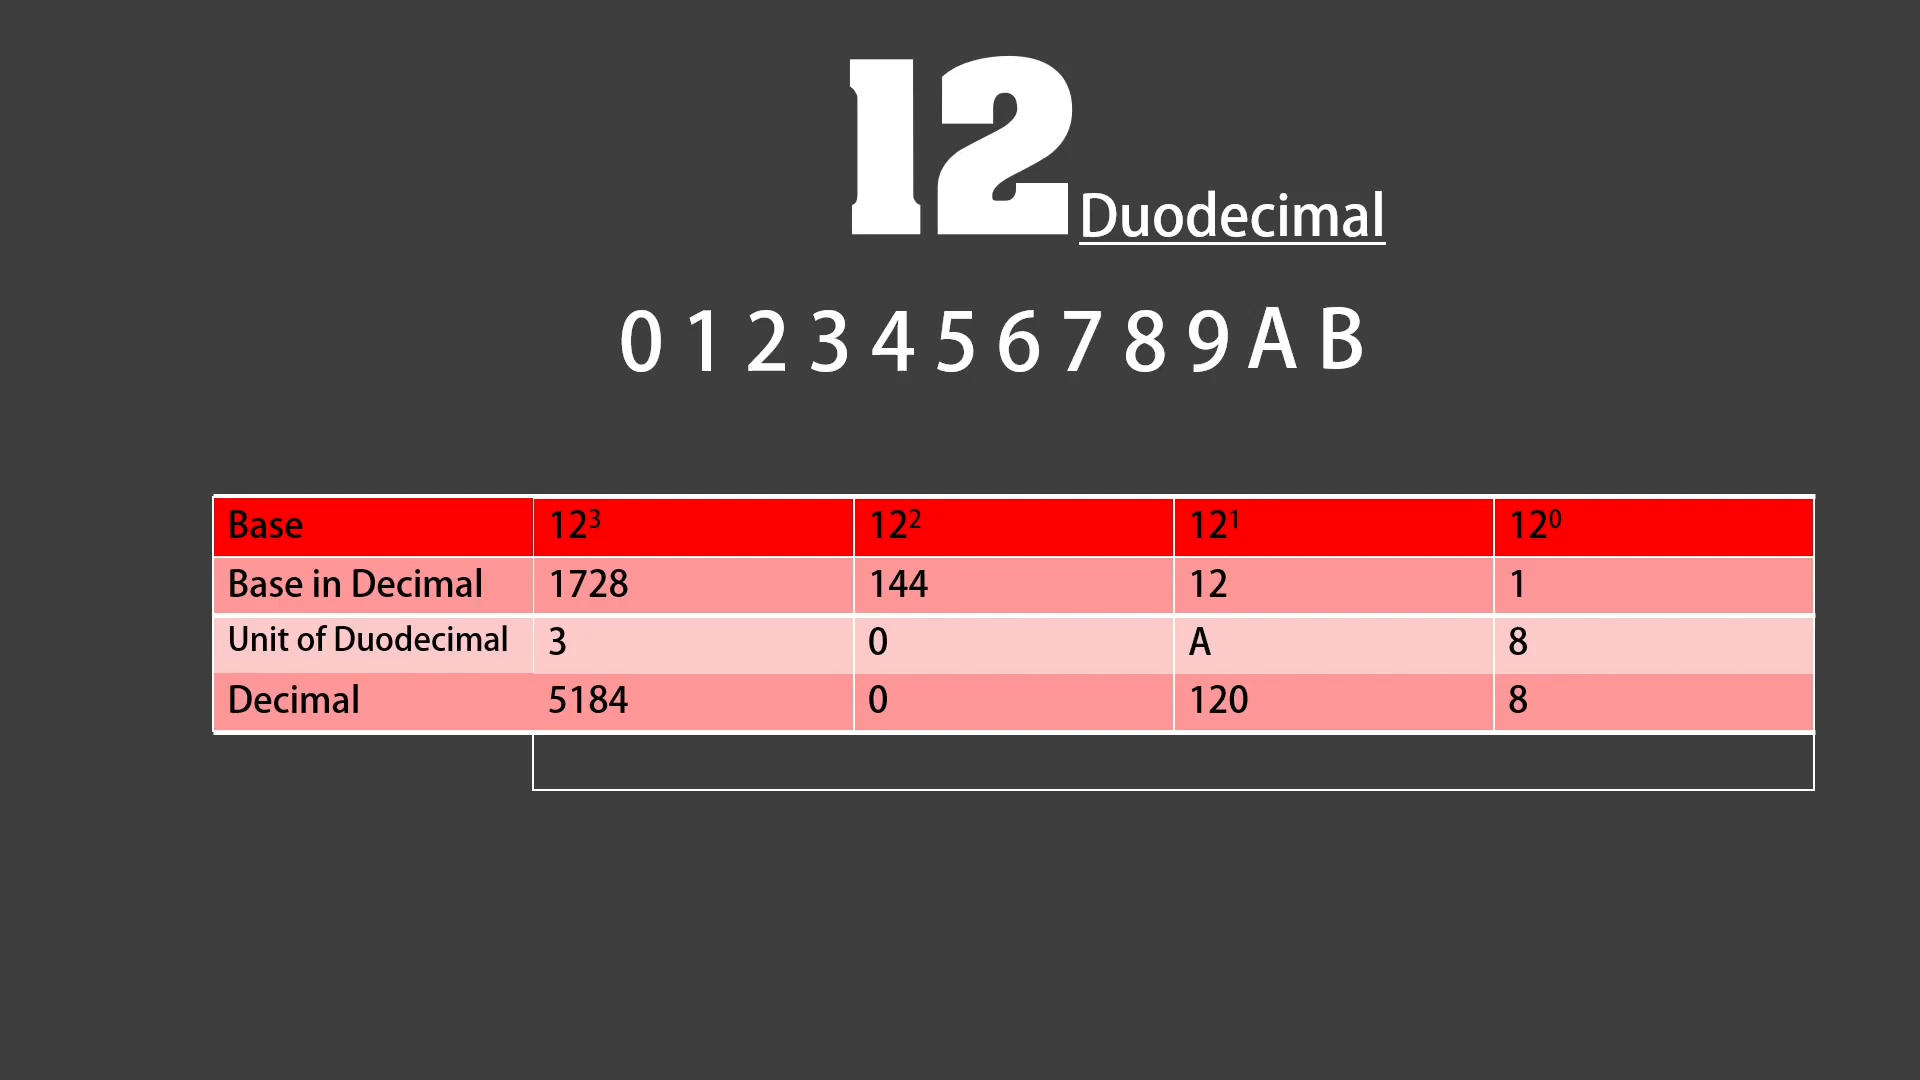 12 Duodecimal
0 1 2 3 4 5 6 7 8 9 A B
Base 12³ 12² 12¹ 12⁰
Base in Decimal 1728 144 12 1
Unit of Duodecimal 3 0 A 8
Decimal 5184 0 120 8